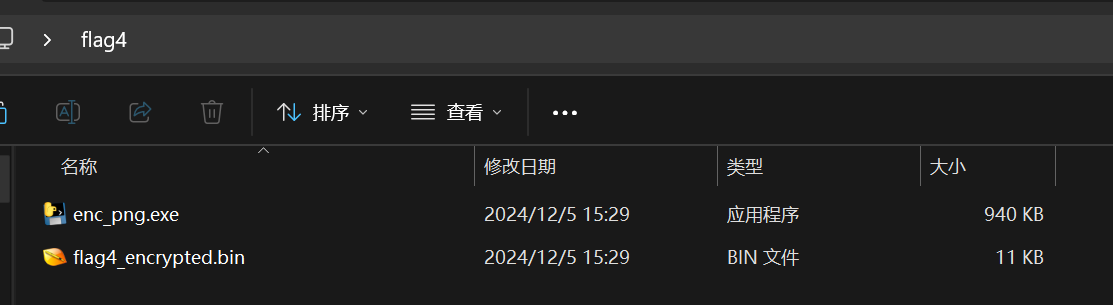 flag4
排序 查看
名称 修改日期 类型 大小
enc_png.exe 2024/12/5 15:29 应用程序 940 KB
flag4_encrypted.bin 2024/12/5 15:29 BIN 文件 11 KB